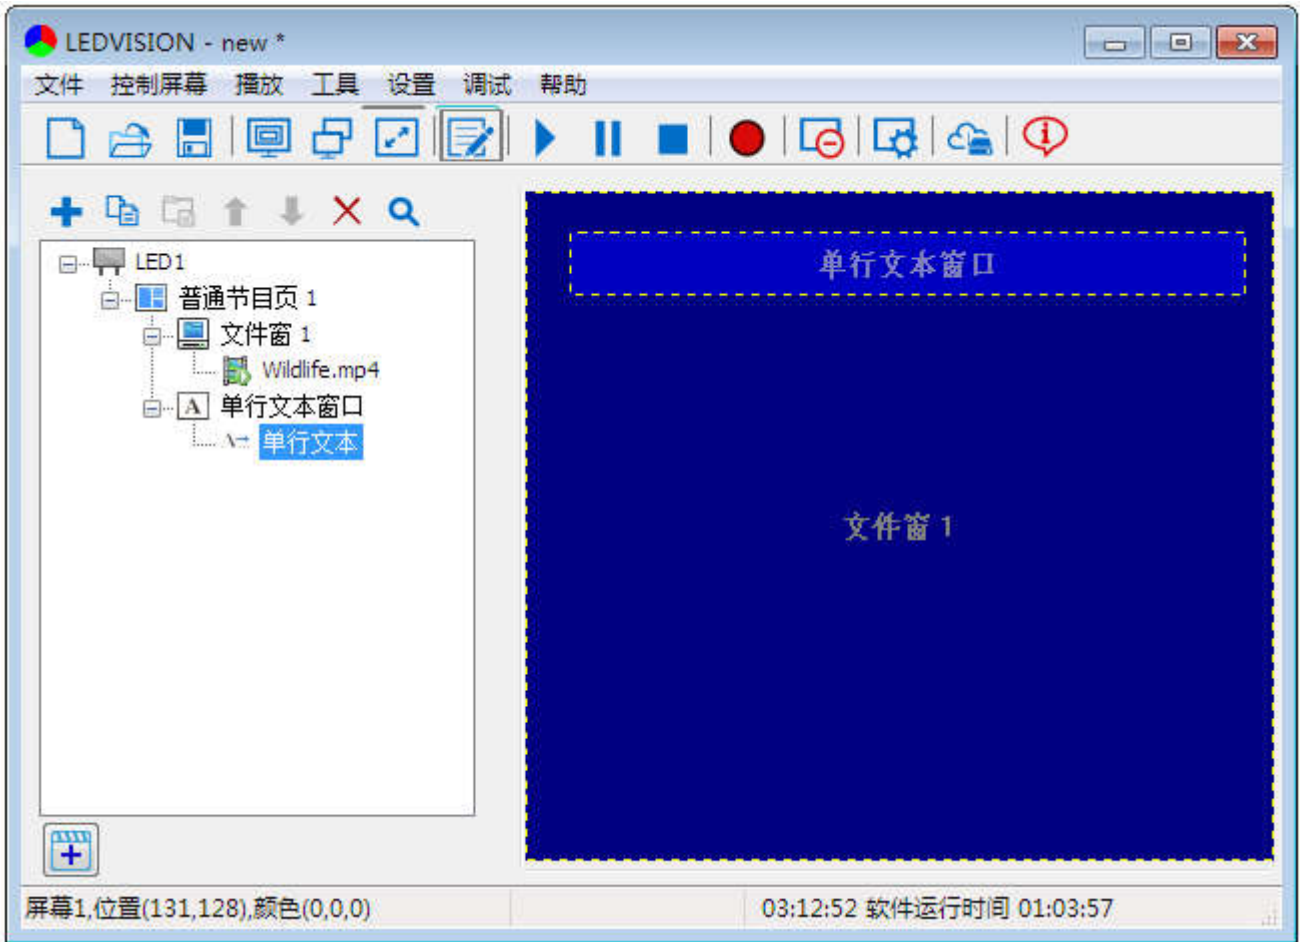 LEDVISION - new *
文件 控制屏幕 播放 工具 设置 调试 帮助
LED1
普通节目页 1
文件窗 1
Wildlife.mp4
A 单行文本窗口
A 单行文本
单行文本窗口
文件窗 1
屏幕1,位置(131,128),颜色(0,0,0)
03:12:52 软件运行时间 01:03:57